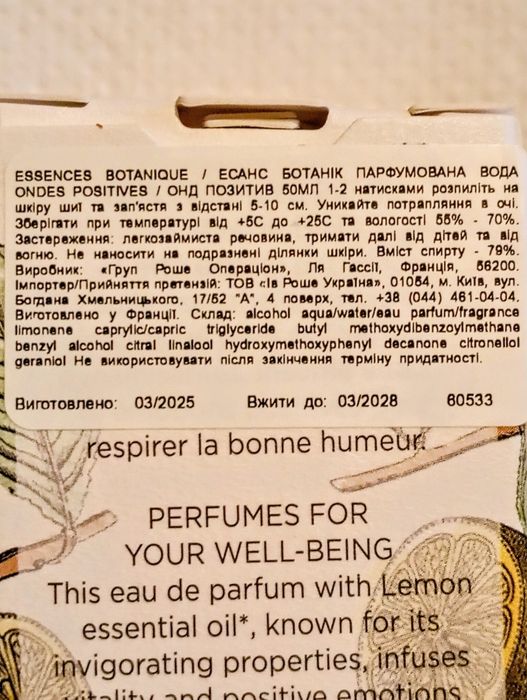 ESSENCES BOTANIQUE / ЕСАНС БОТАНІК ПАРФУМОВАНА ВОДА
ONDES POSITIVES / ОНД ПОЗИТИВ 50МЛ 1-2 натисками розпиліть на
шкіру шиї та зап'ястя з відстані 5-10 см. Уникайте потрапляння в очі.
Зберігати при температурі від +5С до +25С та вологості 55% - 70%.
Застереження: легкозаймиста речовина, тримати далі від дітей та від
вогню. Не наносити на подразнені ділянки шкіри. Вміст спирту - 79%.
Виробник: «Груп Роше Операціон», Ля Гассії, Франція, 56200.
Імпортер/Прийняття претензій: ТОВ «Ів Роше Україна», 01054, м. Київ, вул.
Богдана Хмельницького, 17/52 "А", 4 поверх, тел. +38 (044) 461-04-04.
Виготовлено у Франції. Склад: alcohol aqua/water/eau parfum/fragrance
limonene caprylic/capric triglyceride butyl methoxydibenzoylmethane
benzyl alcohol citral linalool hydroxymethoxyphenyl decanone citronellol
geraniol Не використовувати після закінчення терміну придатності.
Виготовлено: 03/2025 Вжити до: 03/2028 60533
respirer la bonne humeur.
PERFUMES FOR
YOUR WELL-BEING
This eau de parfum with Lemon
essential oil*, known for its
invigorating properties, infuses
vitality and positive emotions